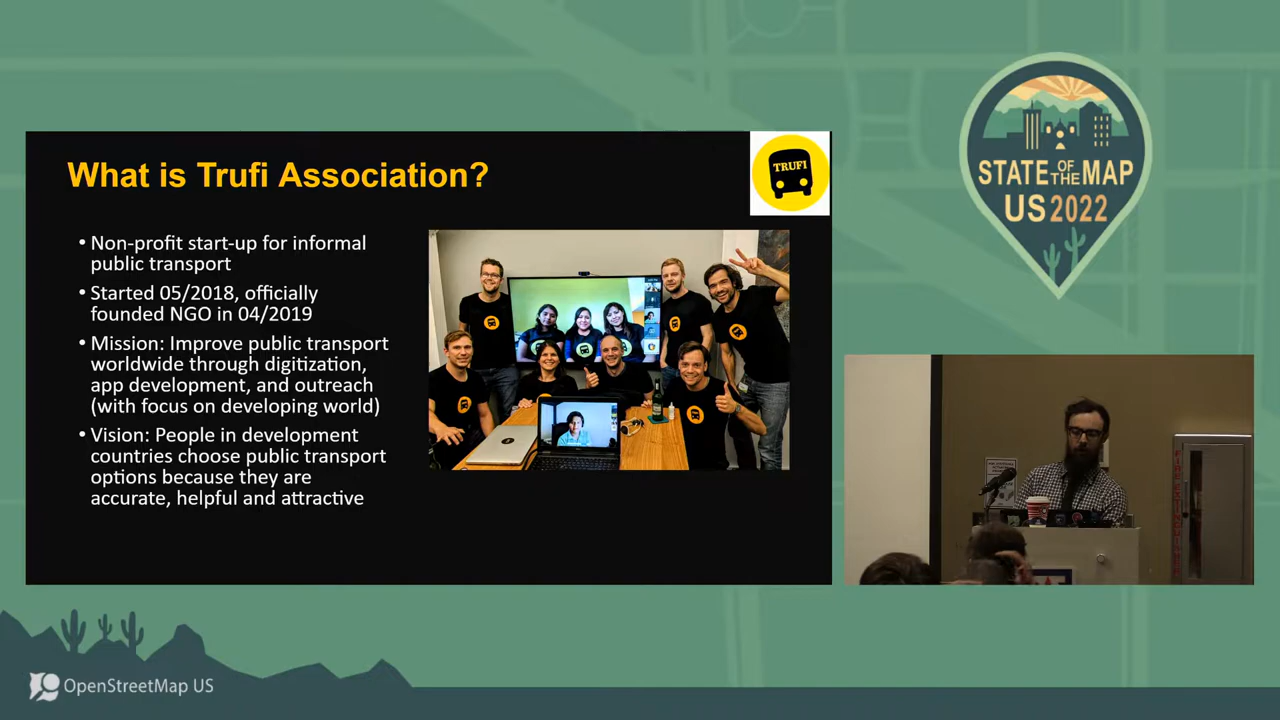 What is Trufi Association?
TRUFI
• Non-profit start-up for informal
public transport
• Started 05/2018, officially
founded NGO in 04/2019
• Mission: Improve public transport
worldwide through digitization,
app development, and outreach
(with focus on developing world)
• Vision: People in development
countries choose public transport
options because they are
accurate, helpful and attractive
STATE OF THE MAP
US 2022
FIRE EXTINGUISHER
OpenStreetMap US